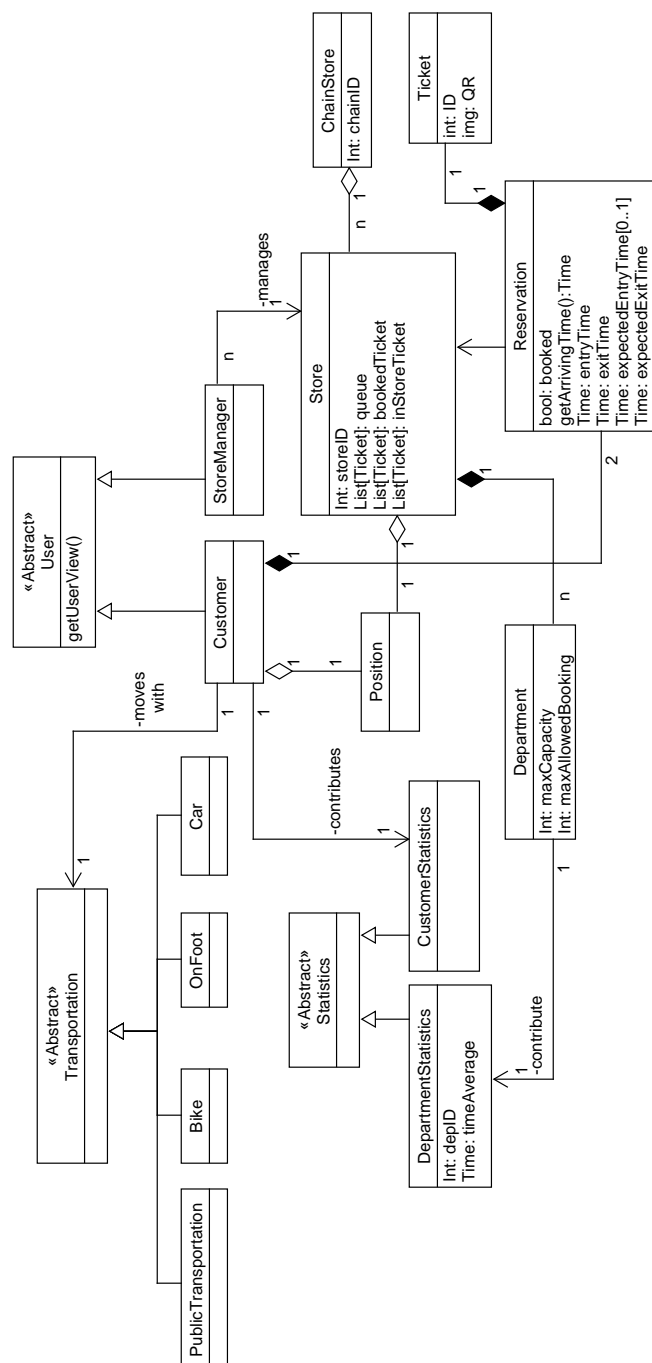 «Abstract»
Transportation
PublicTransportation
Bike
OnFoot
Car
1
-moves
with
1
«Abstract»
User
getUserView()
Customer
StoreManager
n
-manages
1
1
-contributes
1
«Abstract»
Statistics
DepartmentStatistics
Int: depID
Time: timeAverage
CustomerStatistics
1
-contribute
1
Position
1
1
1
1
Store
Int: storeID
List[Ticket]: queue
List[Ticket]: bookedTicket
List[Ticket]: inStoreTicket
n
1
ChainStore
Int: chainID
1
n
Department
Int: maxCapacity
Int: maxAllowedBooking
1
2
Reservation
bool: booked
getArrivingTime():Time
Time: entryTime
Time: exitTime
Time: expectedEntryTime[0..1]
Time: expectedExitTime
1
1
Ticket
int: ID
img: QR